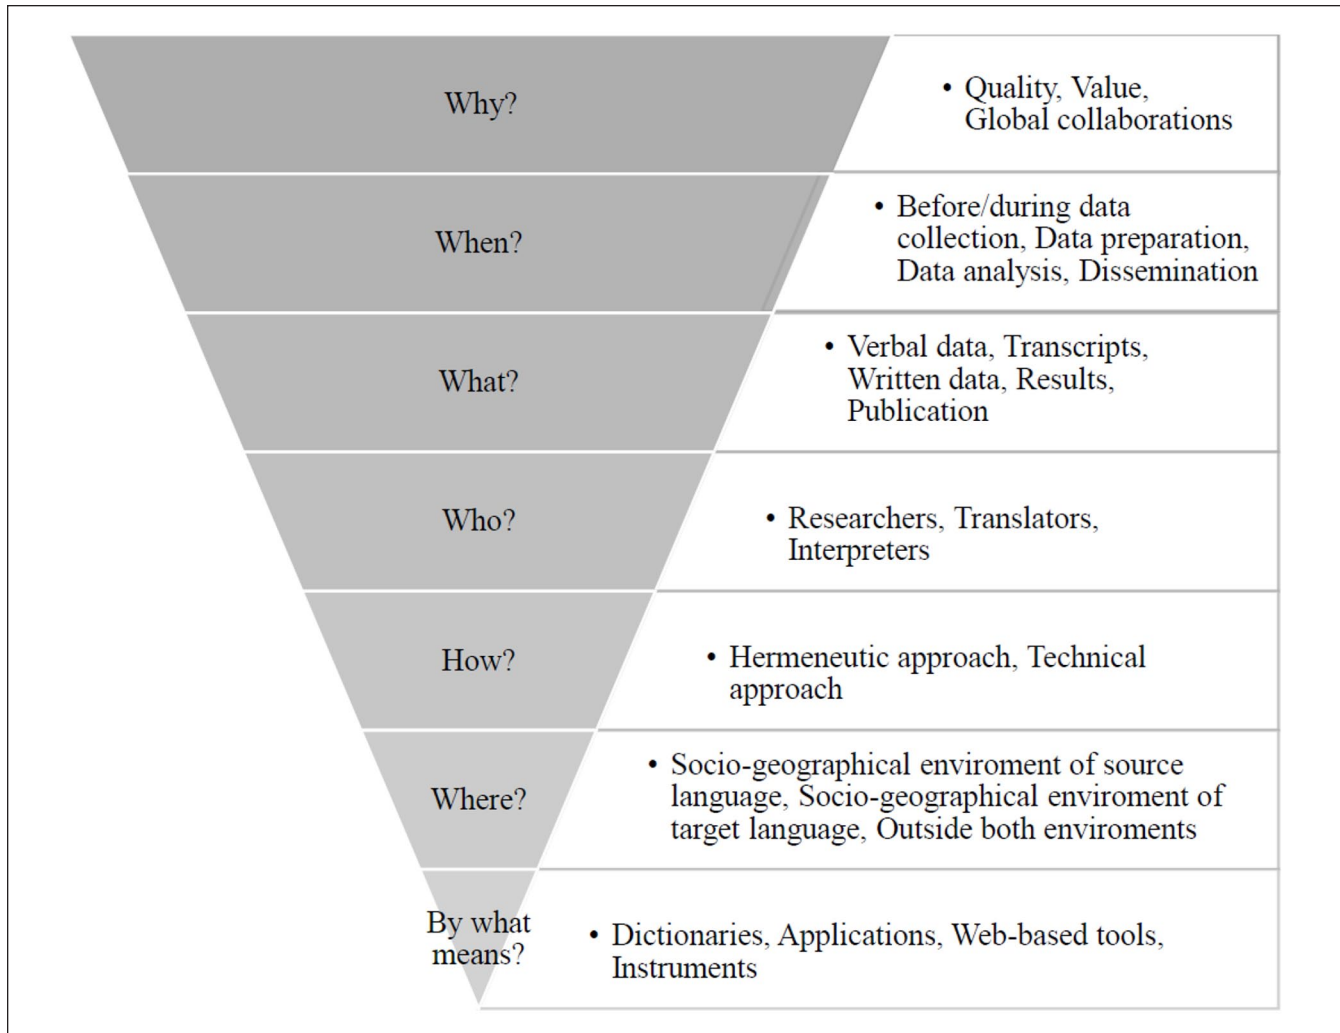 Why?
• Quality, Value,
Global collaborations
When?
• Before/during data
collection, Data preparation,
Data analysis, Dissemination
What?
• Verbal data, Transcripts,
Written data, Results,
Publication
Who?
• Researchers, Translators,
Interpreters
How?
• Hermeneutic approach, Technical
approach
Where?
• Socio-geographical enviroment of source
language, Socio-geographical enviroment of
target language, Outside both enviroments
By what
means?
• Dictionaries, Applications, Web-based tools,
Instruments